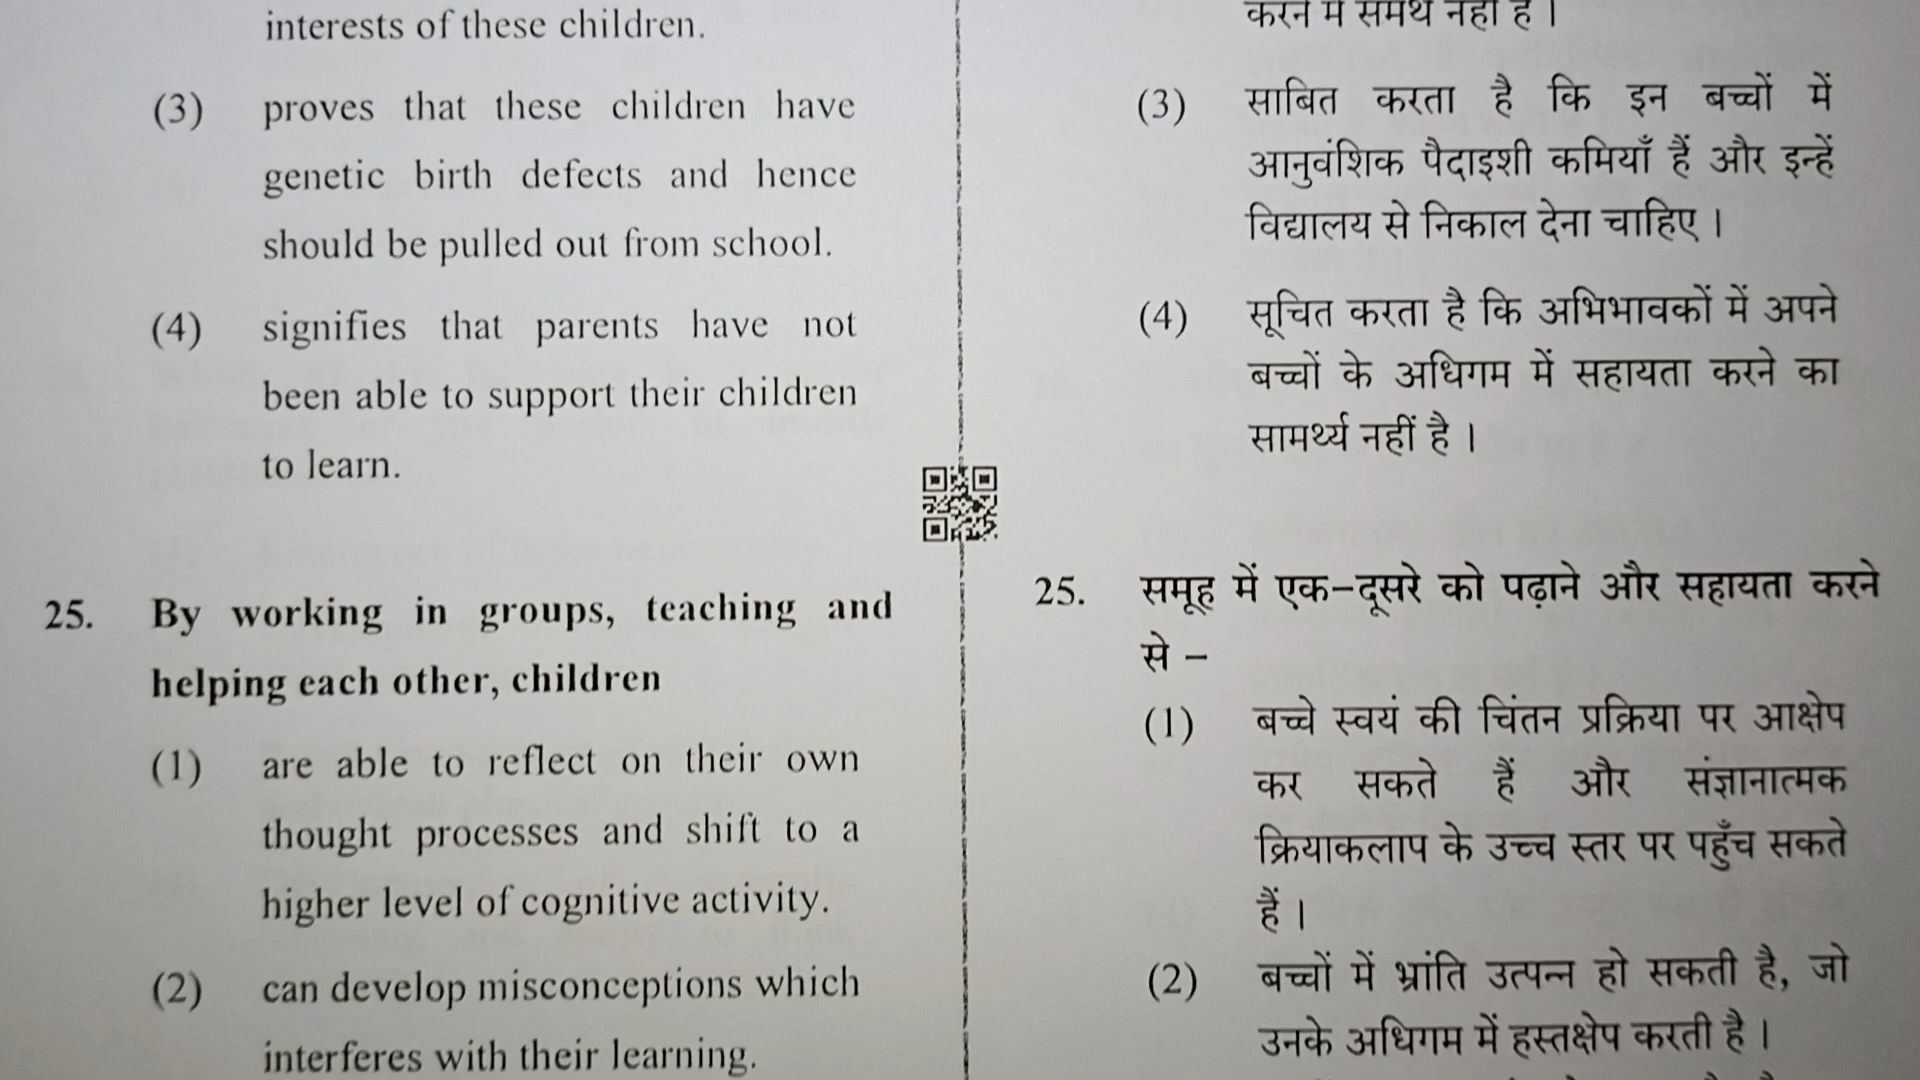 interests of these children.
(3) proves that these children have
genetic birth defects and hence
should be pulled out from school.
(4) signifies that parents have not
been able to support their children
to learn.
25. By working in groups, teaching and
helping each other, children
(1) are able to reflect on their own
thought processes and shift to a
higher level of cognitive activity.
(2) can develop misconceptions which
interferes with their learning.
करने में समर्थ नहीं है ।
(3) साबित करता है कि इन बच्चों में
आनुवंशिक पैदाइशी कमियाँ हैं और इन्हें
विद्यालय से निकाल देना चाहिए ।
(4) सूचित करता है कि अभिभावकों में अपने
बच्चों के अधिगम में सहायता करने का
सामर्थ्य नहीं है ।
25. समूह में एक-दूसरे को पढ़ाने और सहायता करने
से –
(1) बच्चे स्वयं की चिंतन प्रक्रिया पर आक्षेप
कर सकते हैं और संज्ञानात्मक
क्रियाकलाप के उच्च स्तर पर पहुँच सकते
हैं ।
(2) बच्चों में भ्रांति उत्पन्न हो सकती है, जो
उनके अधिगम में हस्तक्षेप करती है ।